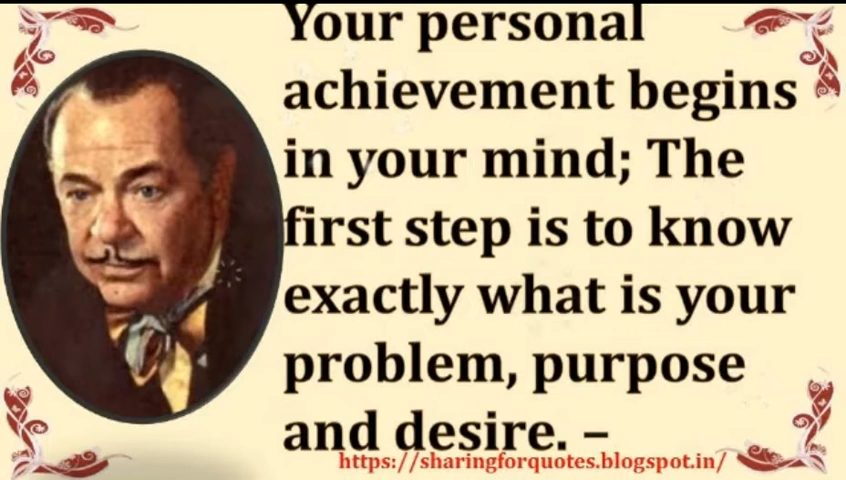 Your personal
achievement begins
in your mind; The
first step is to know
exactly what is your
problem, purpose
and desire. –
https://sharingforquotes.blogspot.in/